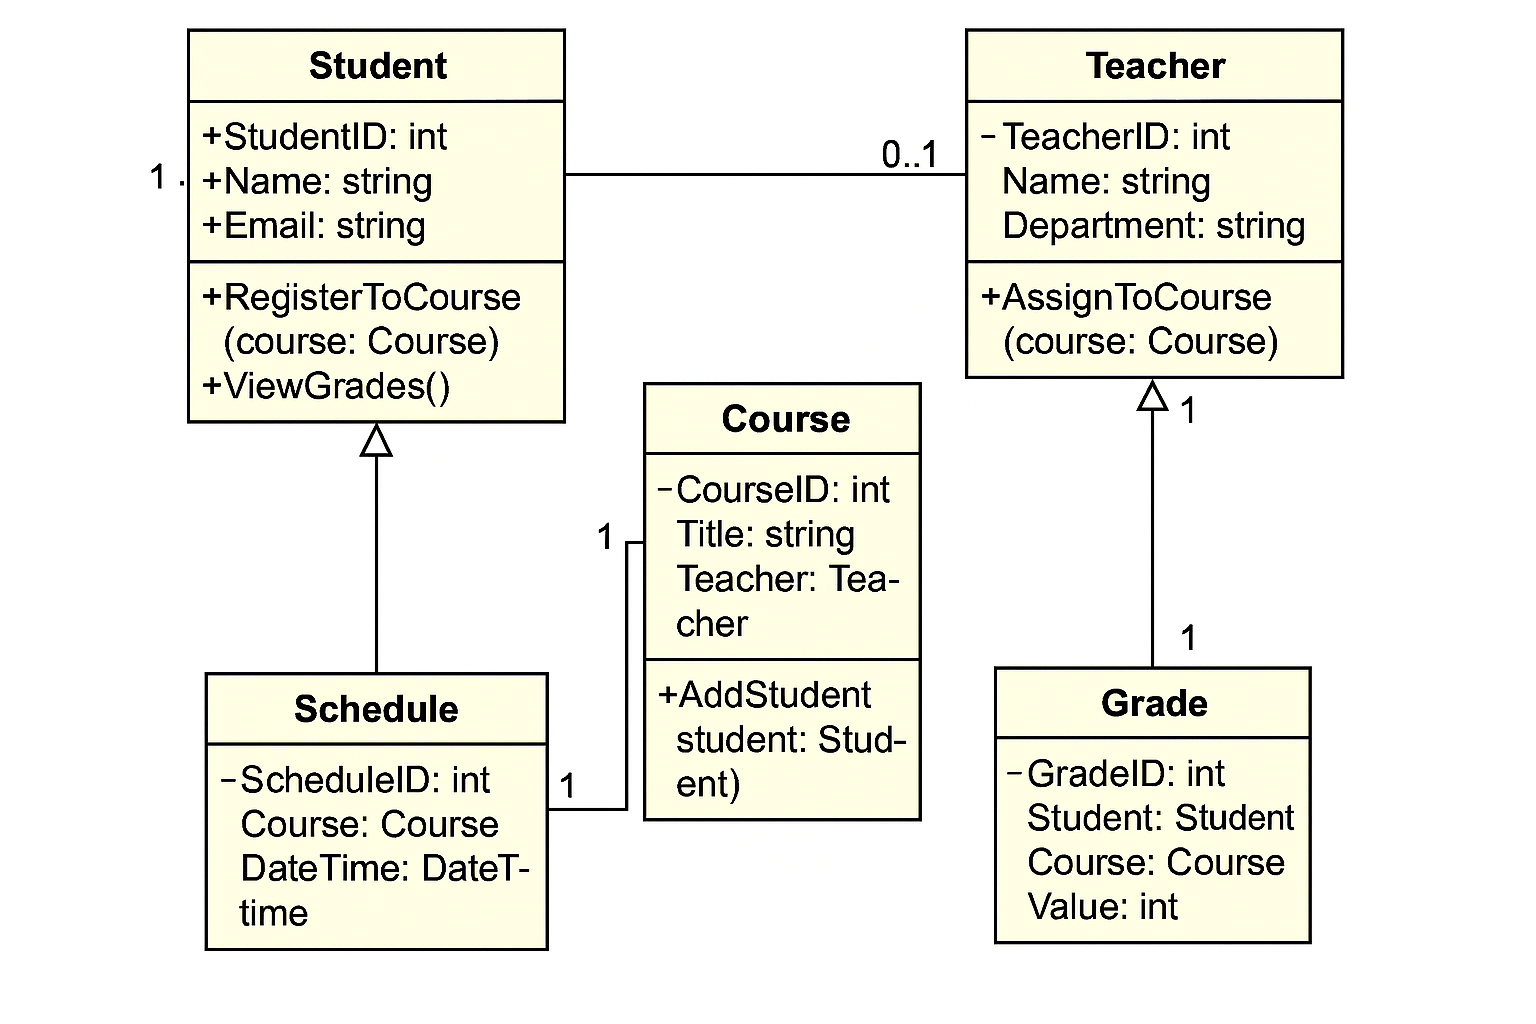 Student
+StudentID: int
+Name: string
+Email: string
+RegisterToCourse
(course: Course)
+ViewGrades()
1 .
0..1
Teacher
−TeacherID: int
Name: string
Department: string
+AssignToCourse
(course: Course)
1
1
Course
−CourseID: int
Title: string
Teacher: Tea-
cher
+AddStudent
student: Stud-
ent)
1
1
Schedule
−ScheduleID: int
Course: Course
DateTime: DateT-
time
Grade
−GradeID: int
Student: Student
Course: Course
Value: int